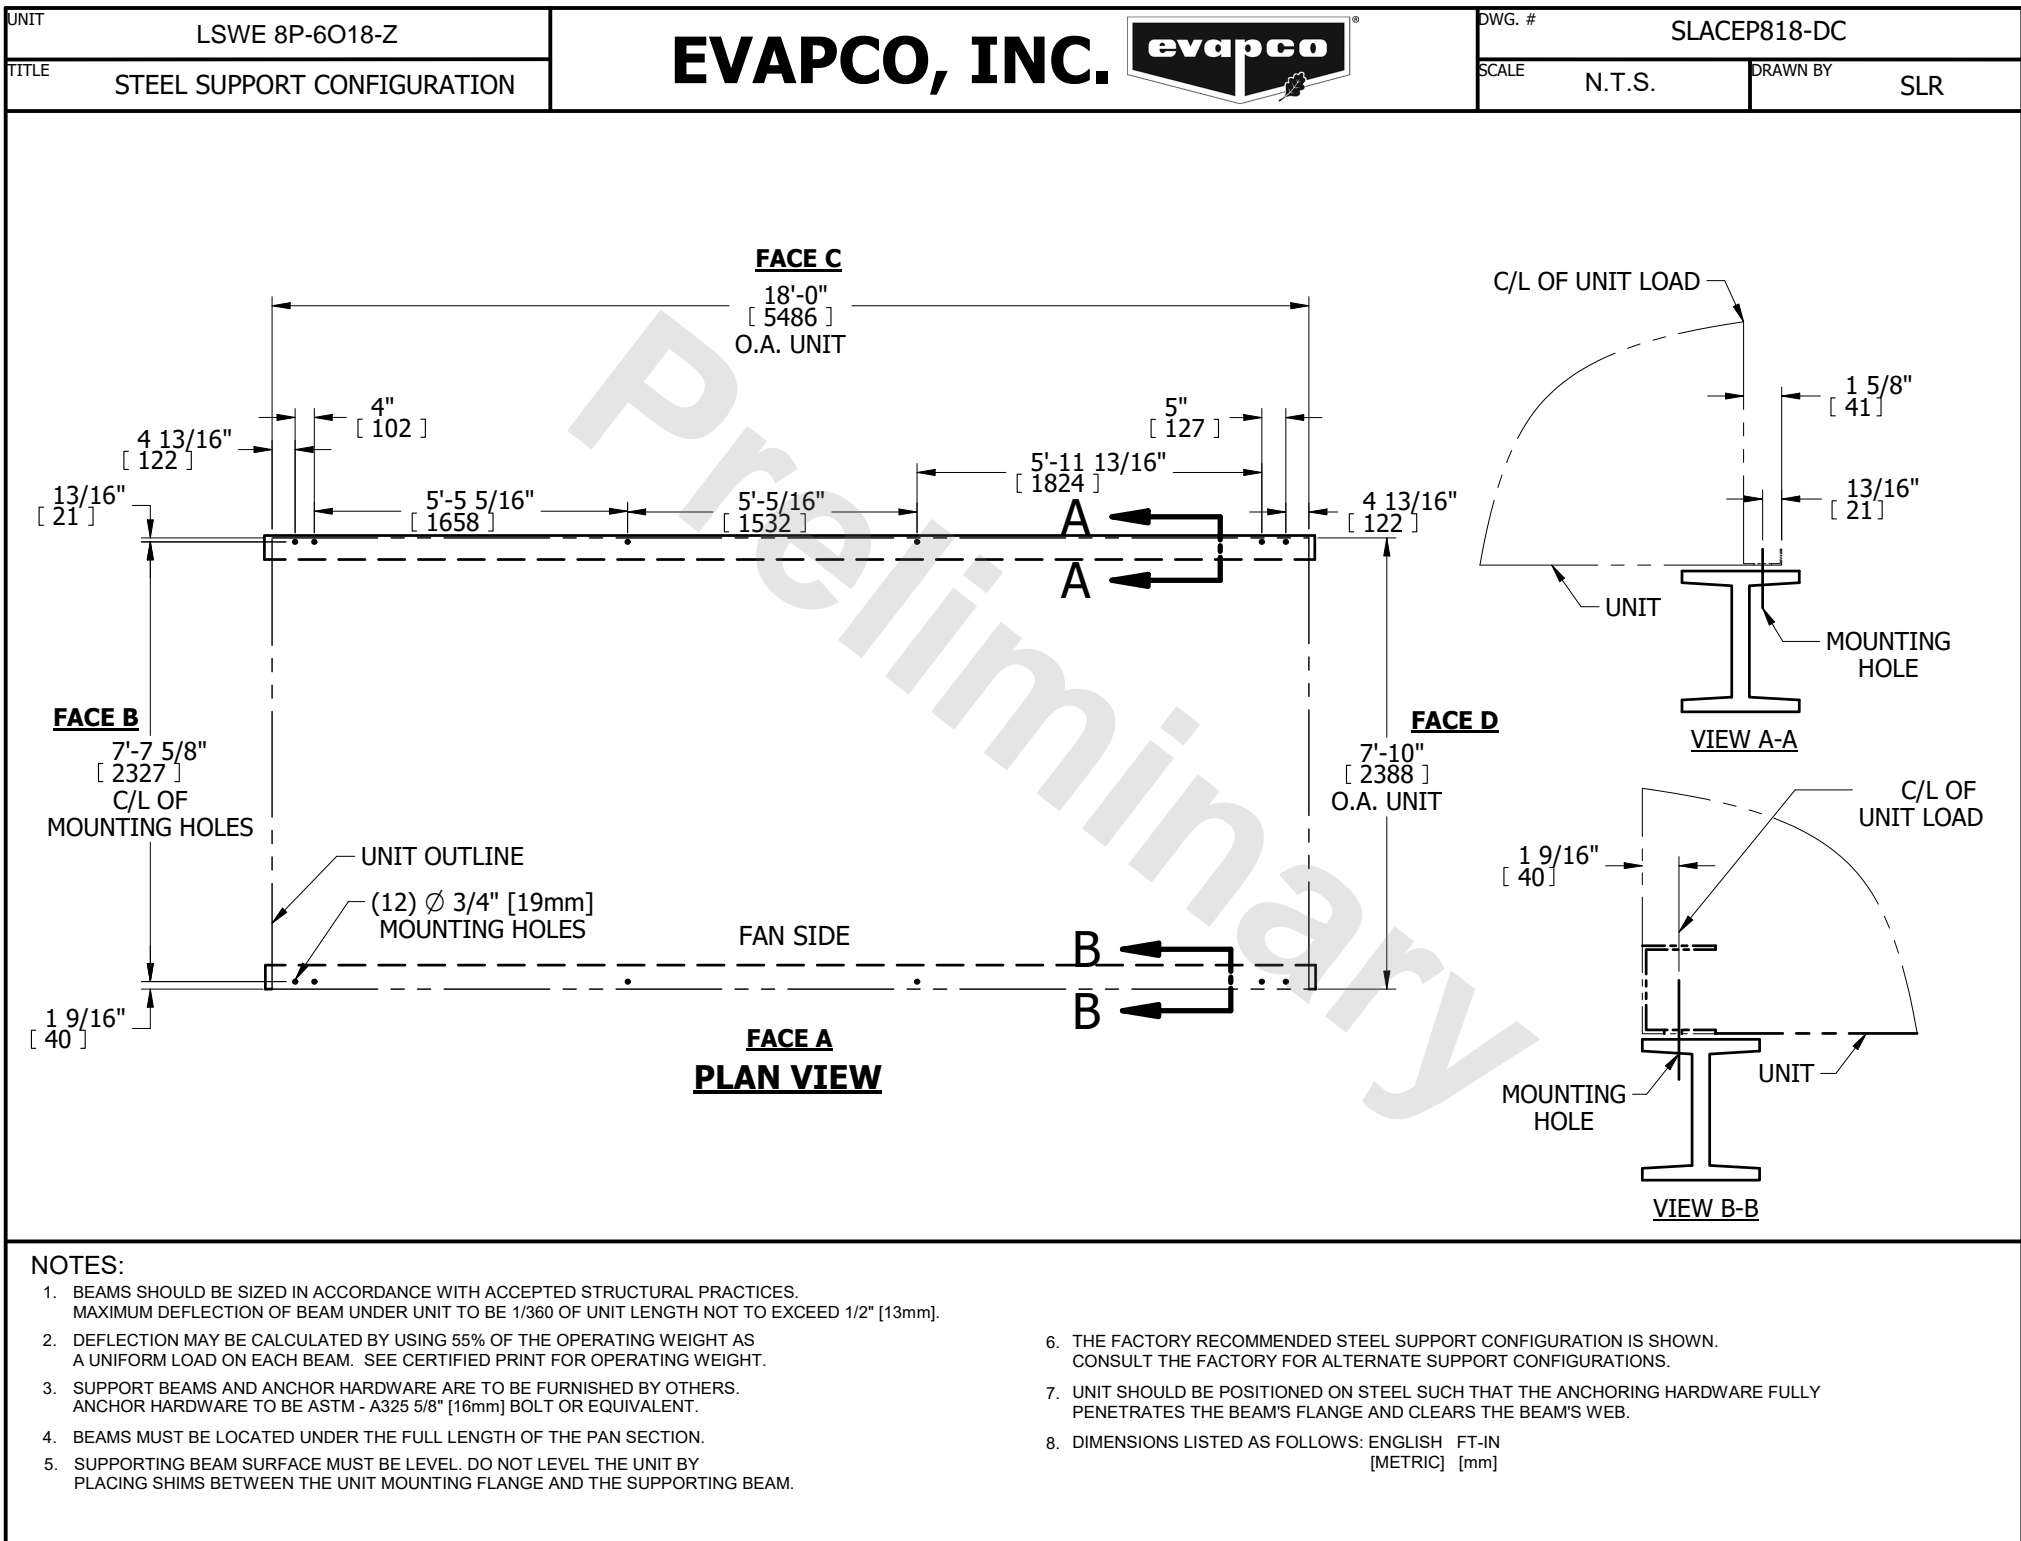 UNIT
LSWE 8P-6O18-Z
TITLE
STEEL SUPPORT CONFIGURATION
EVAPCO, INC.
evapco
®
DWG. #
SLACEP818-DC
SCALE
N.T.S.
DRAWN BY
SLR
FACE C
18'-0"
[ 5486 ]
O.A. UNIT
4"
[ 102 ]
4 13/16"
[ 122 ]
13/16"
[ 21 ]
5'-5 5/16"
[ 1658 ]
5'-5/16"
[ 1532 ]
5'-11 13/16"
[ 1824 ]
5"
[ 127 ]
4 13/16"
[ 122 ]
A
A
FACE B
7'-7 5/8"
[ 2327 ]
C/L OF
MOUNTING HOLES
FACE D
7'-10"
[ 2388 ]
O.A. UNIT
UNIT OUTLINE
(12) ∅ 3/4" [19mm]
MOUNTING HOLES
FAN SIDE
B
B
1 9/16"
[ 40 ]
FACE A
PLAN VIEW
Preliminary
C/L OF UNIT LOAD
1 5/8"
[ 41 ]
13/16"
[ 21 ]
UNIT
MOUNTING
HOLE
VIEW A-A
C/L OF
UNIT LOAD
1 9/16"
[ 40 ]
UNIT
MOUNTING
HOLE
VIEW B-B
NOTES:
1. BEAMS SHOULD BE SIZED IN ACCORDANCE WITH ACCEPTED STRUCTURAL PRACTICES.
MAXIMUM DEFLECTION OF BEAM UNDER UNIT TO BE 1/360 OF UNIT LENGTH NOT TO EXCEED 1/2" [13mm].
2. DEFLECTION MAY BE CALCULATED BY USING 55% OF THE OPERATING WEIGHT AS
A UNIFORM LOAD ON EACH BEAM. SEE CERTIFIED PRINT FOR OPERATING WEIGHT.
3. SUPPORT BEAMS AND ANCHOR HARDWARE ARE TO BE FURNISHED BY OTHERS.
ANCHOR HARDWARE TO BE ASTM - A325 5/8" [16mm] BOLT OR EQUIVALENT.
4. BEAMS MUST BE LOCATED UNDER THE FULL LENGTH OF THE PAN SECTION.
5. SUPPORTING BEAM SURFACE MUST BE LEVEL. DO NOT LEVEL THE UNIT BY
PLACING SHIMS BETWEEN THE UNIT MOUNTING FLANGE AND THE SUPPORTING BEAM.
6. THE FACTORY RECOMMENDED STEEL SUPPORT CONFIGURATION IS SHOWN.
CONSULT THE FACTORY FOR ALTERNATE SUPPORT CONFIGURATIONS.
7. UNIT SHOULD BE POSITIONED ON STEEL SUCH THAT THE ANCHORING HARDWARE FULLY
PENETRATES THE BEAM'S FLANGE AND CLEARS THE BEAM'S WEB.
8. DIMENSIONS LISTED AS FOLLOWS: ENGLISH FT-IN
[METRIC] [mm]